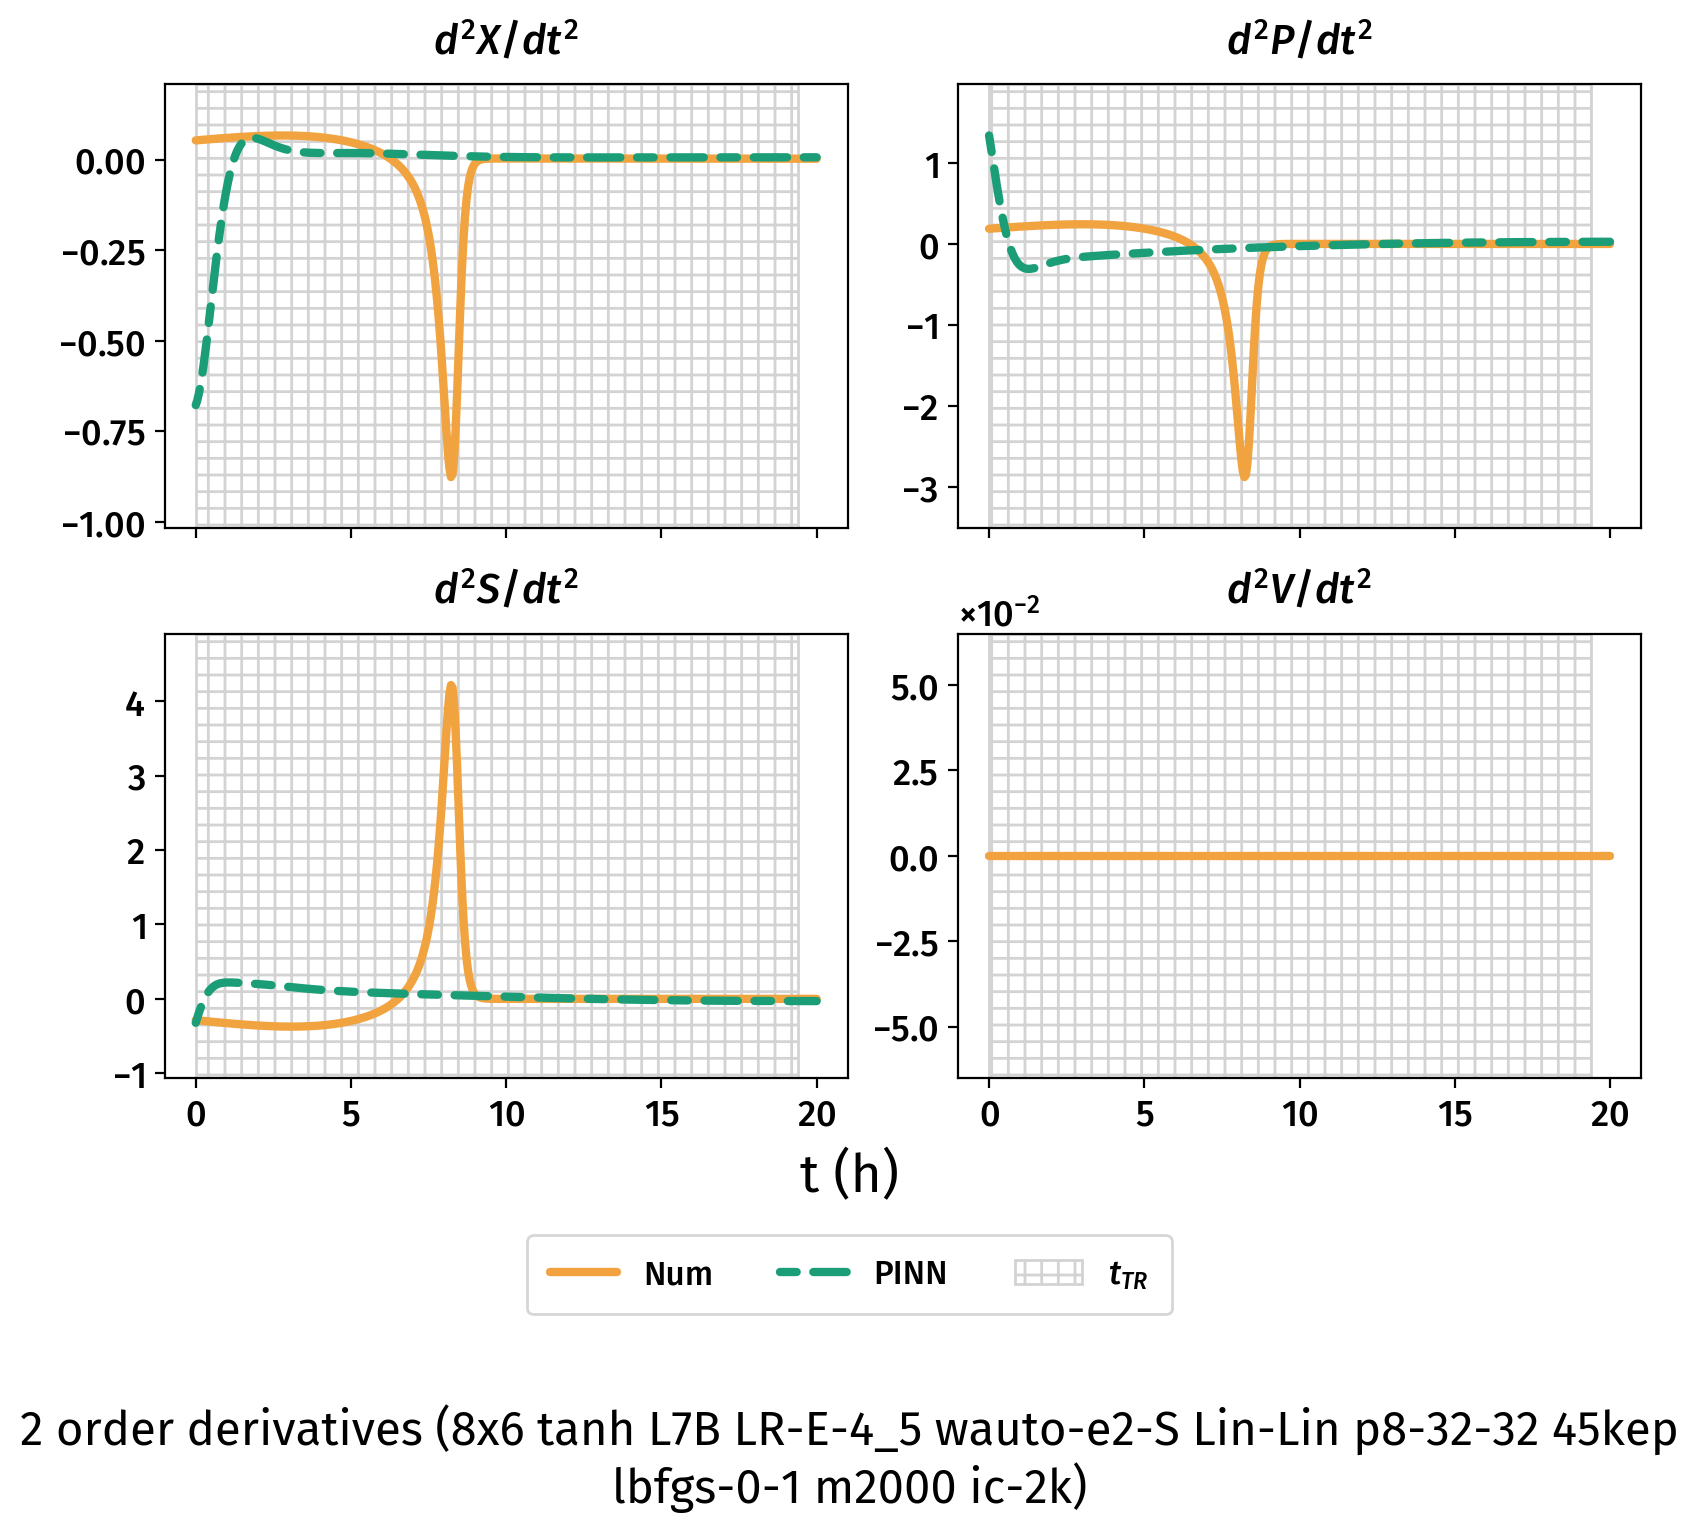 d²X/dt²
d²P/dt²
0.00
−0.25
−0.50
−0.75
−1.00
1
0
−1
−2
−3
d²S/dt²
d²V/dt²
×10⁻²
4
3
2
1
0
−1
5.0
2.5
0.0
−2.5
−5.0
0 5 10 15 20
0 5 10 15 20
t (h)
Num PINN t_TR
2 order derivatives (8x6 tanh L7B LR-E-4_5 wauto-e2-S Lin-Lin p8-32-32 45kep
lbfgs-0-1 m2000 ic-2k)